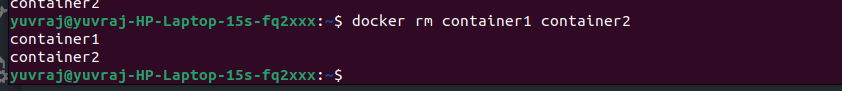 container2
yuvraj@yuvraj-HP-Laptop-15s-fq2xxx:~$ docker rm container1 container2
container1
container2
yuvraj@yuvraj-HP-Laptop-15s-fq2xxx:~$